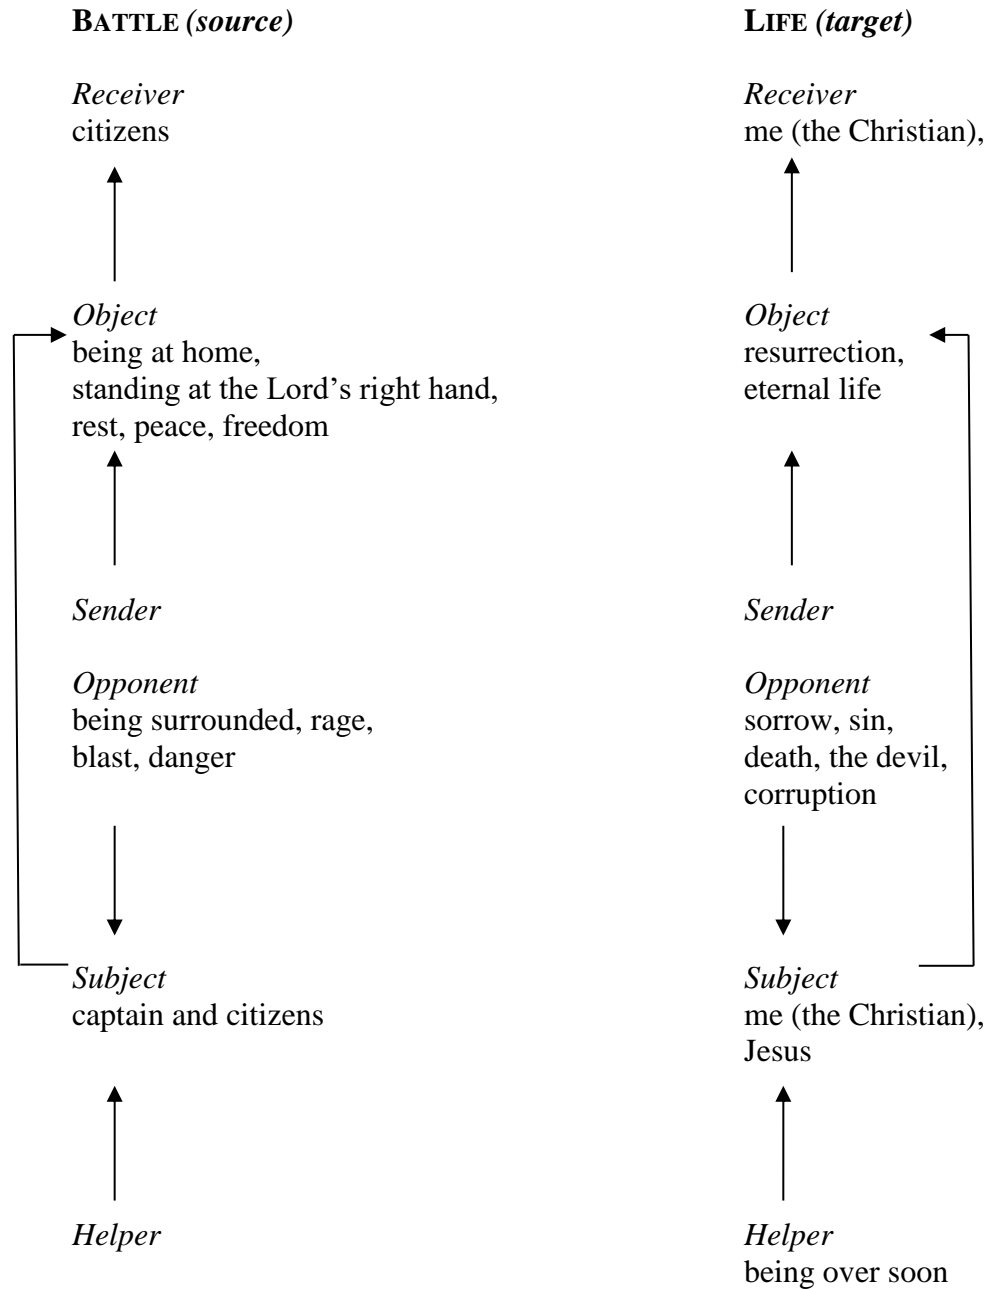 BATTLE (source)
Receiver
citizens
Object
being at home,
standing at the Lord’s right hand,
rest, peace, freedom
Sender
Opponent
being surrounded, rage,
blast, danger
Subject
captain and citizens
Helper
LIFE (target)
Receiver
me (the Christian),
Object
resurrection,
eternal life
Sender
Opponent
sorrow, sin,
death, the devil,
corruption
Subject
me (the Christian),
Jesus
Helper
being over soon